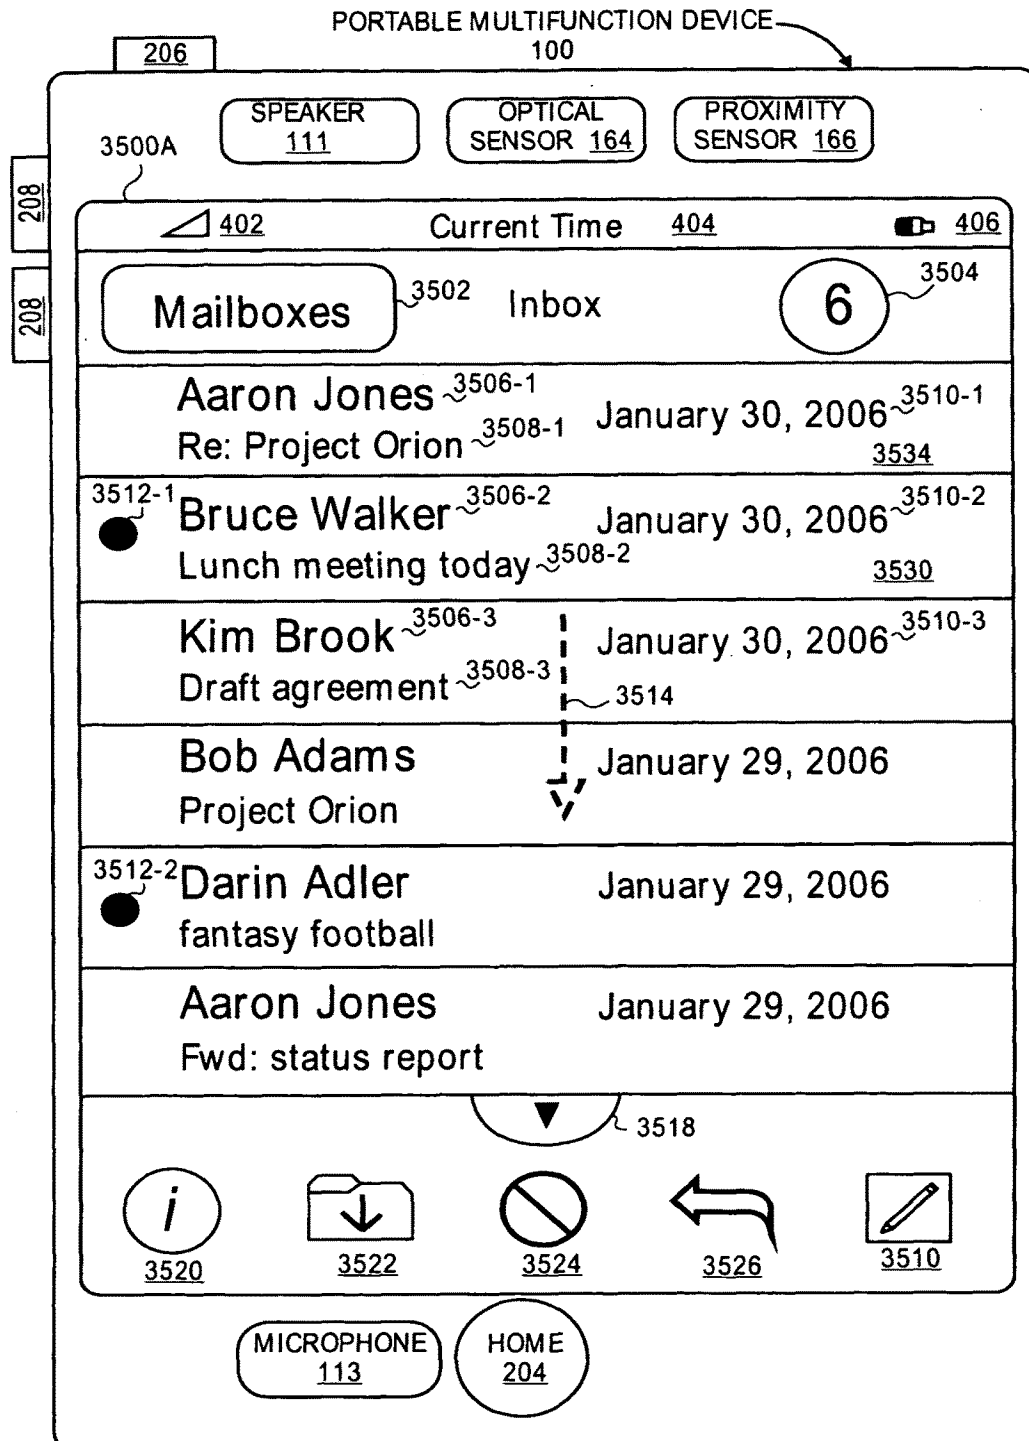 PORTABLE MULTIFUNCTION DEVICE
100
206
SPEAKER
111
OPTICAL
SENSOR 164
PROXIMITY
SENSOR 166
3500A
208
208
402
Current Time
404
406
Mailboxes
3502
Inbox
6
3504
Aaron Jones 3506-1
January 30, 2006 3510-1
Re: Project Orion 3508-1
3534
3512-1
Bruce Walker 3506-2
January 30, 2006 3510-2
Lunch meeting today 3508-2
3530
Kim Brook 3506-3
January 30, 2006 3510-3
Draft agreement 3508-3
3514
Bob Adams
January 29, 2006
Project Orion
3512-2
Darin Adler
January 29, 2006
fantasy football
Aaron Jones
January 29, 2006
Fwd: status report
3518
i
3520
3522
3524
3526
3510
MICROPHONE
113
HOME
204